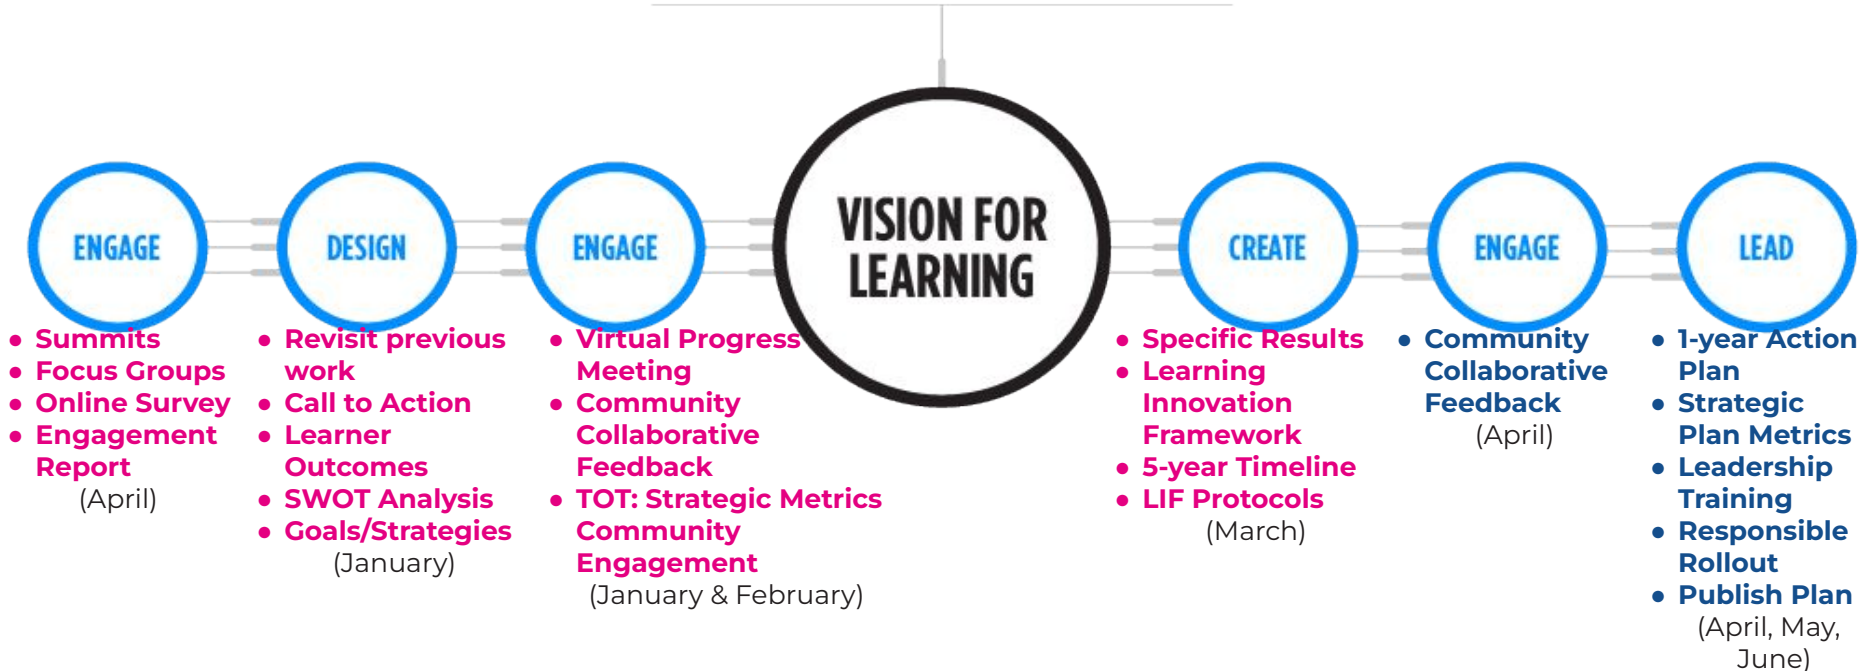 ENGAGE
● Summits
● Focus Groups
● Online Survey
● Engagement
Report
(April)
DESIGN
● Revisit previous
work
● Call to Action
● Learner
Outcomes
● SWOT Analysis
● Goals/Strategies
(January)
ENGAGE
● Virtual Progress
Meeting
● Community
Collaborative
Feedback
● TOT: Strategic Metrics
Community
Engagement
(January & February)
VISION FOR
LEARNING
CREATE
● Specific Results
● Learning
Innovation
Framework
● 5-year Timeline
● LIF Protocols
(March)
ENGAGE
● Community
Collaborative
Feedback
(April)
LEAD
● 1-year Action
Plan
● Strategic
Plan Metrics
● Leadership
Training
● Responsible
Rollout
● Publish Plan
(April, May,
June)